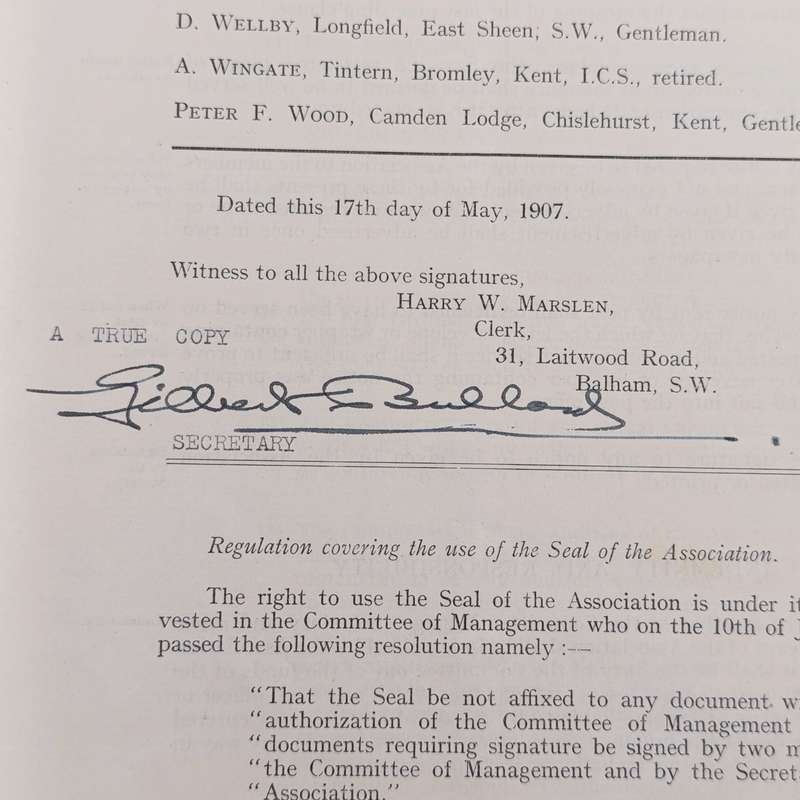 D. WELLBY, Longfield, East Sheen, S.W., Gentleman.
A. WINGATE, Tintern, Bromley, Kent, I.C.S., retired.
PETER F. WOOD, Camden Lodge, Chislehurst, Kent, Gentle
Dated this 17th day of May, 1907.
Witness to all the above signatures,
HARRY W. MARSLEN,
A TRUE COPY
Clerk,
31, Laitwood Road,
Balham, S.W.
Gilbert E Bullard
SECRETARY
Regulation covering the use of the Seal of the Association.
The right to use the Seal of the Association is under it
vested in the Committee of Management who on the 10th of J
passed the following resolution namely :—
"That the Seal be not affixed to any document wi
"authorization of the Committee of Management
"documents requiring signature be signed by two m
"the Committee of Management and by the Secret
"Association."